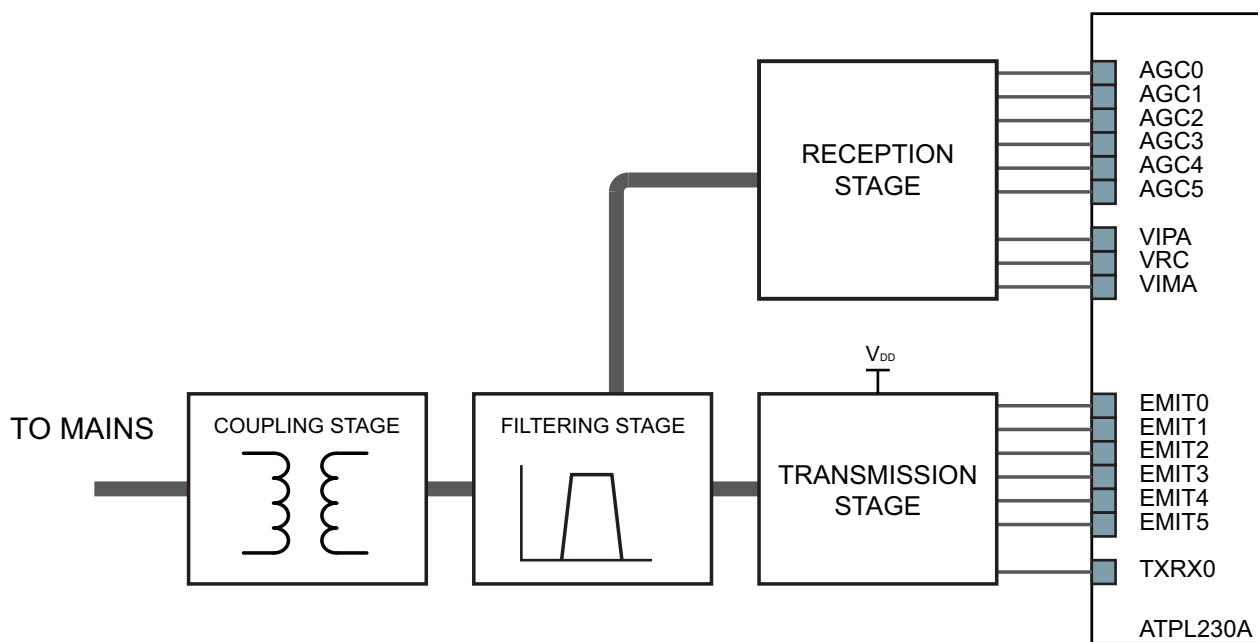 AGC0
AGC1
AGC2
AGC3
AGC4
AGC5
RECEPTION
STAGE
VIPA
VRC
VIMA
VDD
TO MAINS
COUPLING STAGE
FILTERING STAGE
TRANSMISSION
STAGE
EMIT0
EMIT1
EMIT2
EMIT3
EMIT4
EMIT5
TXRX0
ATPL230A